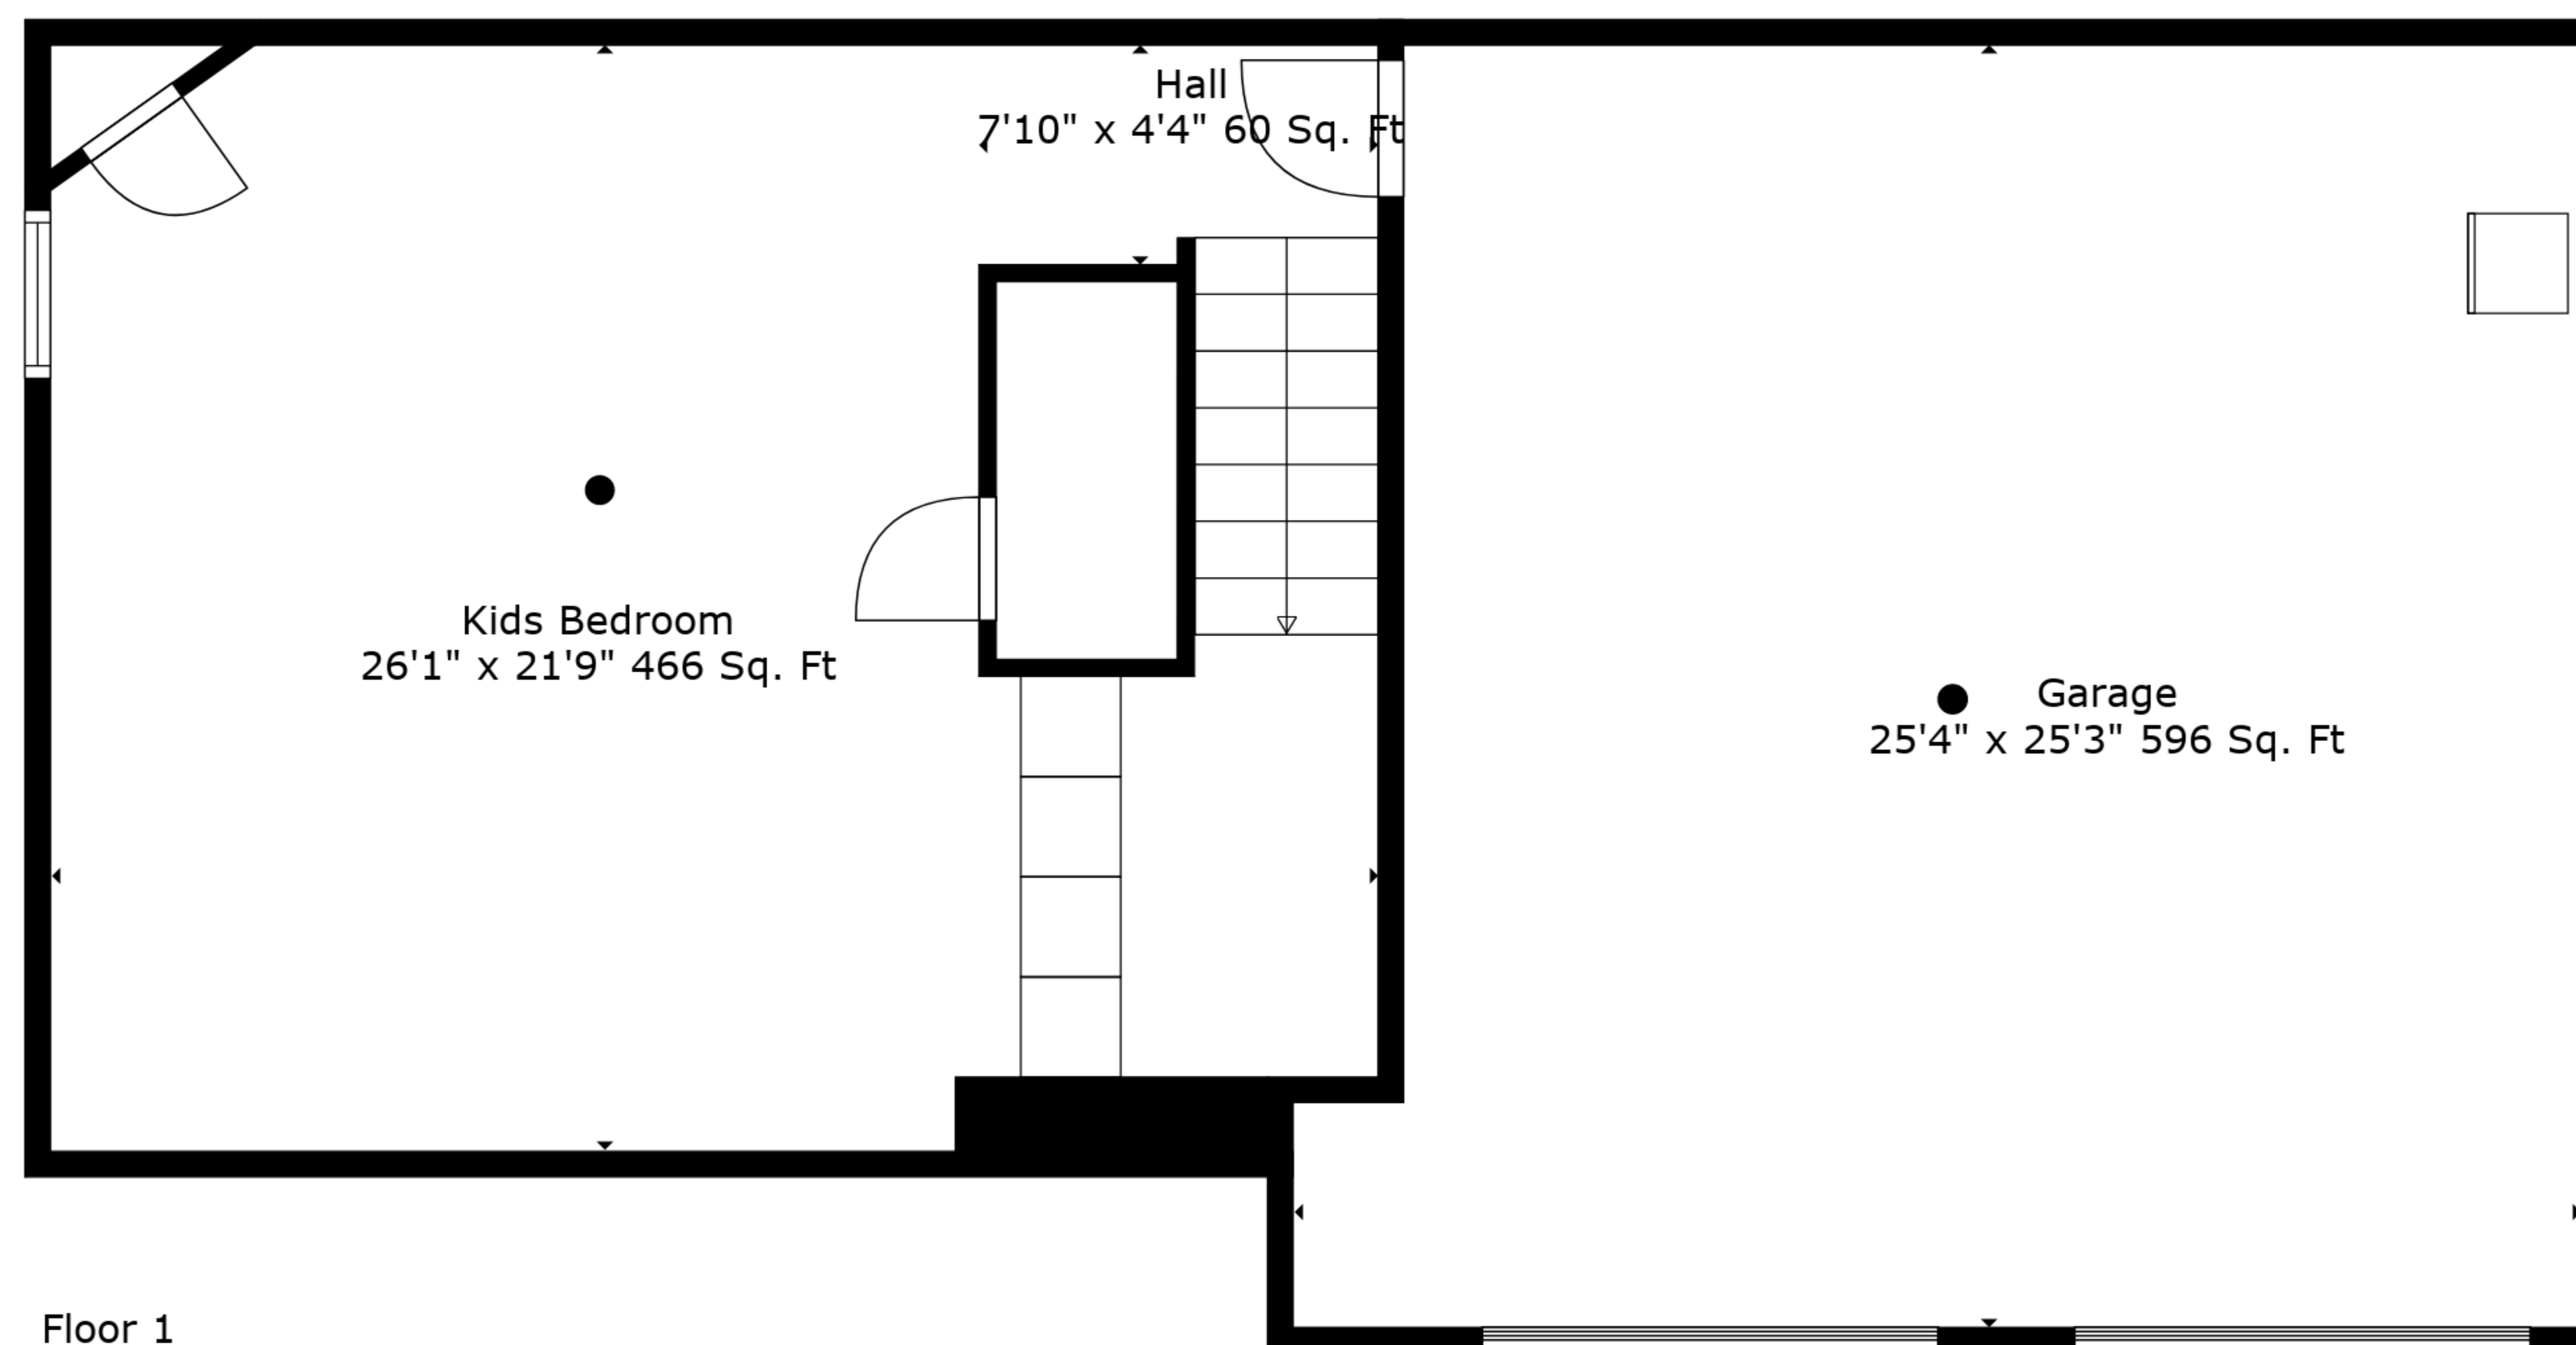 Hall
7'10" x 4'4" 60 Sq. Ft
Kids Bedroom
26'1" x 21'9" 466 Sq. Ft
Garage
25'4" x 25'3" 596 Sq. Ft
Floor 1